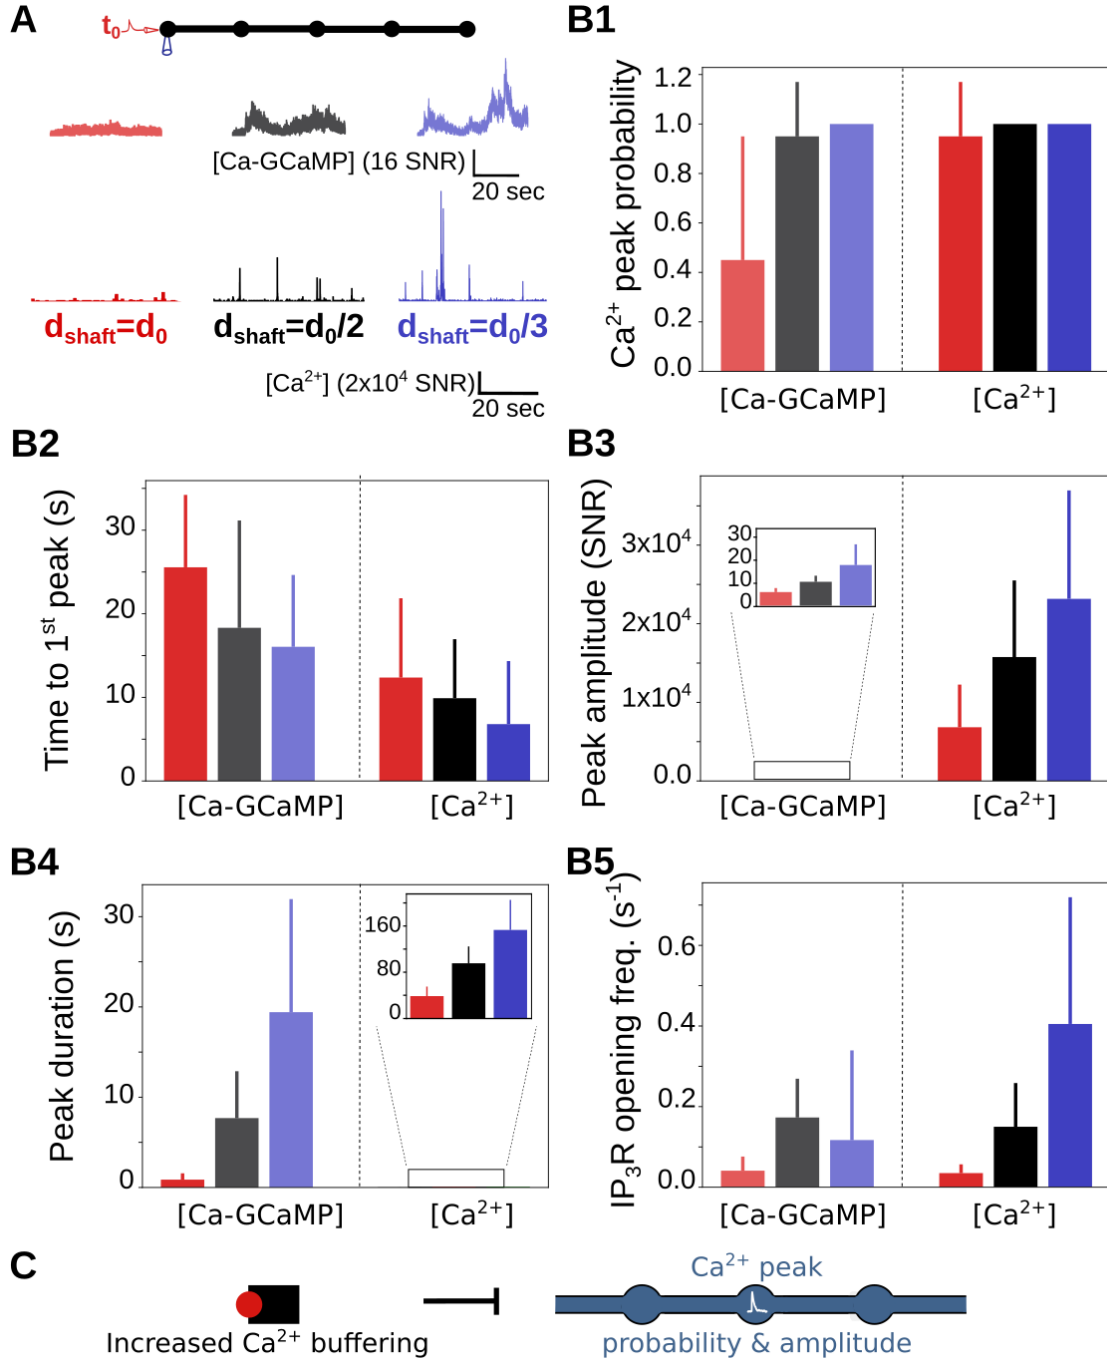 A
t₀
[Ca-GCaMP] (16 SNR)
20 sec
d_shaft=d₀ d_shaft=d₀/2 d_shaft=d₀/3
[Ca²⁺] (2x10⁴ SNR)
20 sec
B1
Ca²⁺ peak probability
1.2
1.0
0.8
0.6
0.4
0.2
0.0
[Ca-GCaMP] [Ca²⁺]
B2
Time to 1ˢᵗ peak (s)
30
20
10
0
[Ca-GCaMP] [Ca²⁺]
B3
Peak amplitude (SNR)
3x10⁴
2x10⁴
1x10⁴
0.0
30
20
10
0
[Ca-GCaMP] [Ca²⁺]
B4
Peak duration (s)
30
20
10
0
160
80
0
[Ca-GCaMP] [Ca²⁺]
B5
IP₃R opening freq. (s⁻¹)
0.6
0.4
0.2
0.0
[Ca-GCaMP] [Ca²⁺]
C
Increased Ca²⁺ buffering
Ca²⁺ peak
probability & amplitude